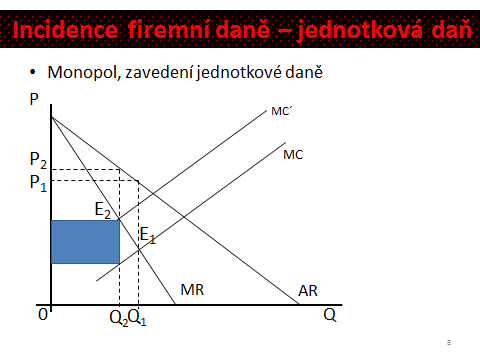 Incidence firemní daně – jednotková daň
• Monopol, zavedení jednotkové daně
P
MC´
MC
P2
P1
E2
E1
MR
AR
0
Q2Q1
Q
8